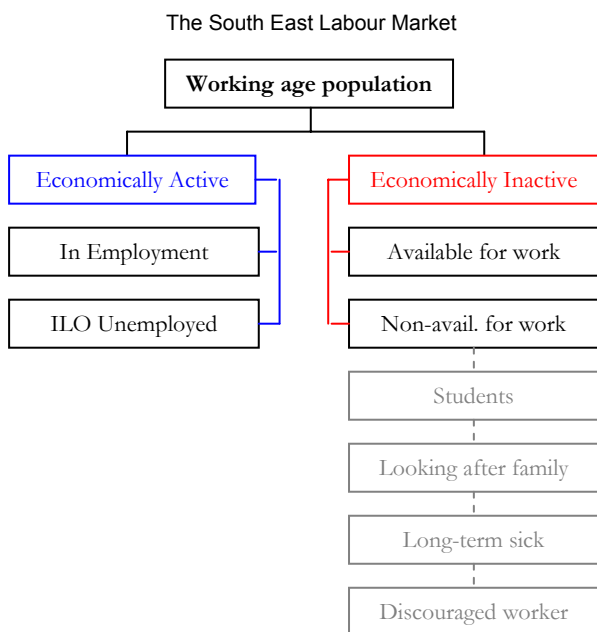 The South East Labour Market
Working age population
Economically Active
Economically Inactive
In Employment
Available for work
ILO Unemployed
Non-avail. for work
Students
Looking after family
Long-term sick
Discouraged worker